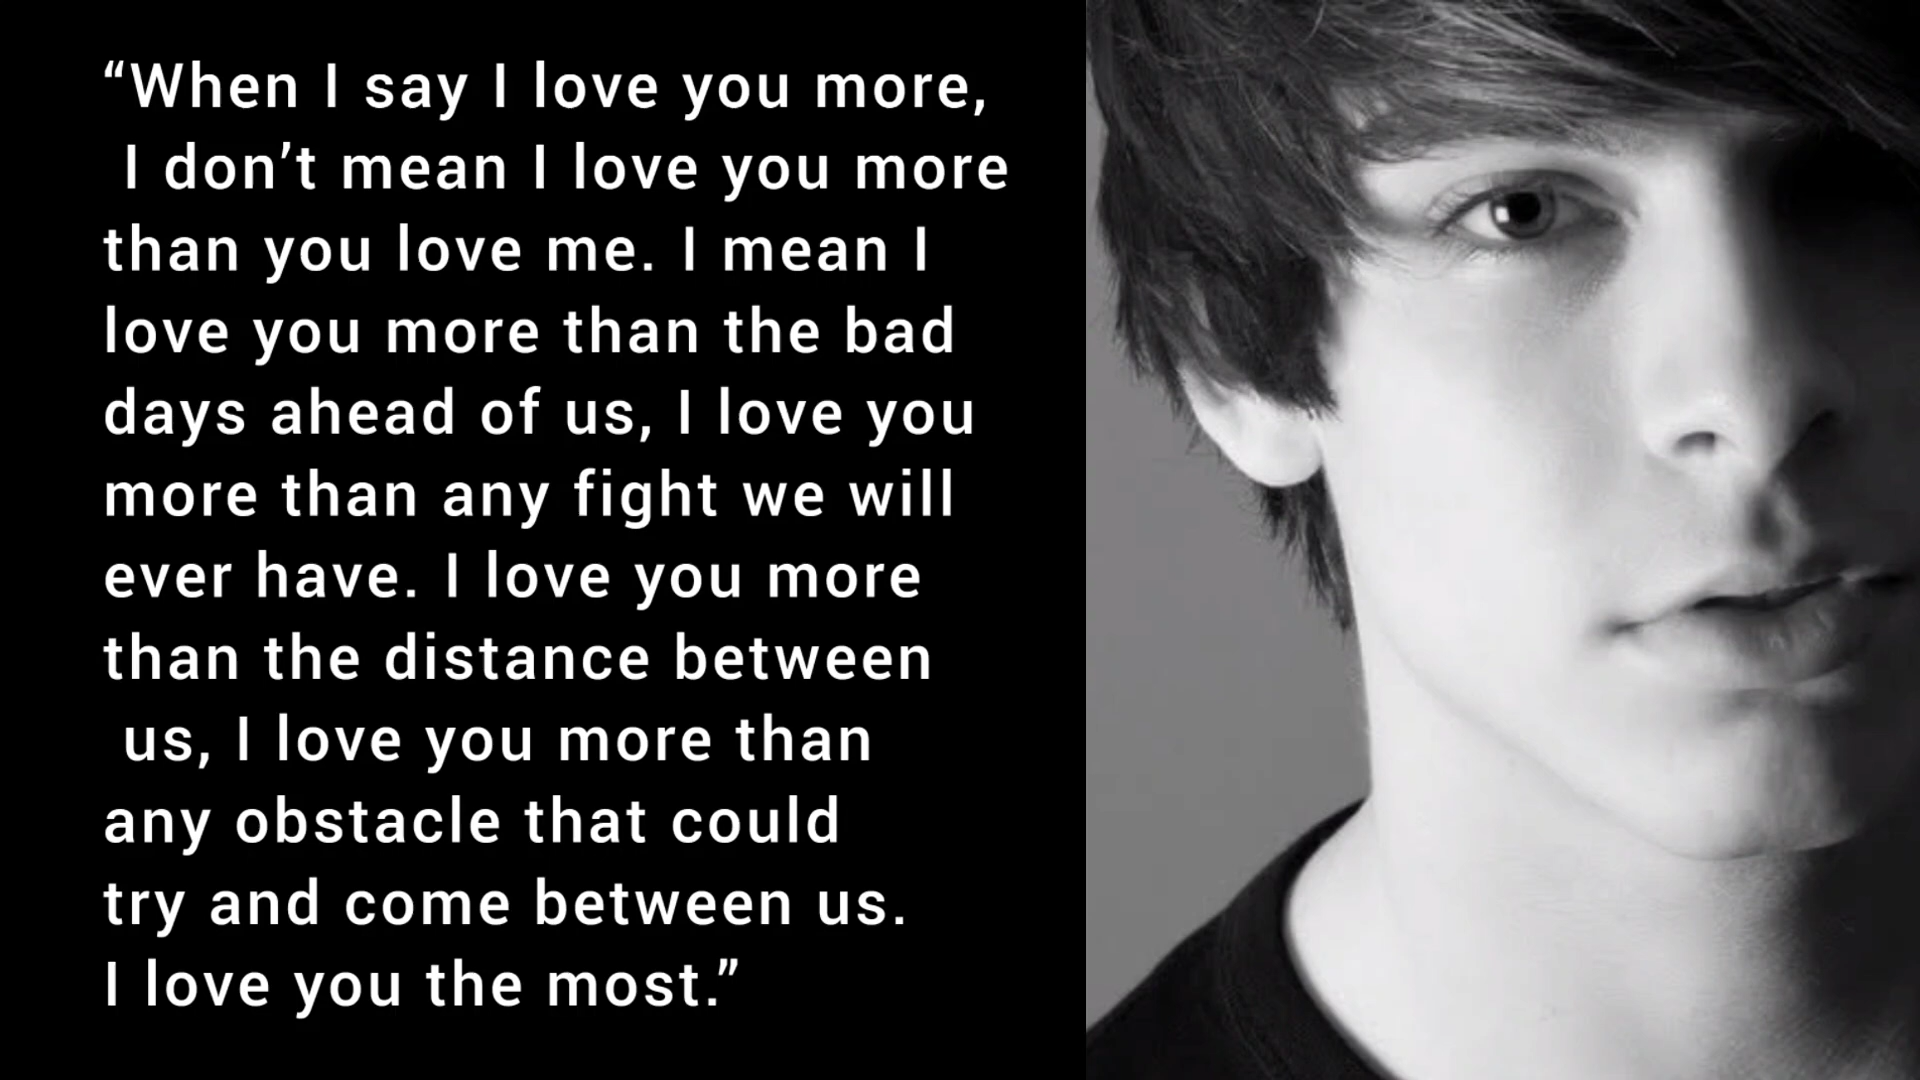 “When I say I love you more,
I don’t mean I love you more
than you love me. I mean I
love you more than the bad
days ahead of us, I love you
more than any fight we will
ever have. I love you more
than the distance between
us, I love you more than
any obstacle that could
try and come between us.
I love you the most.”